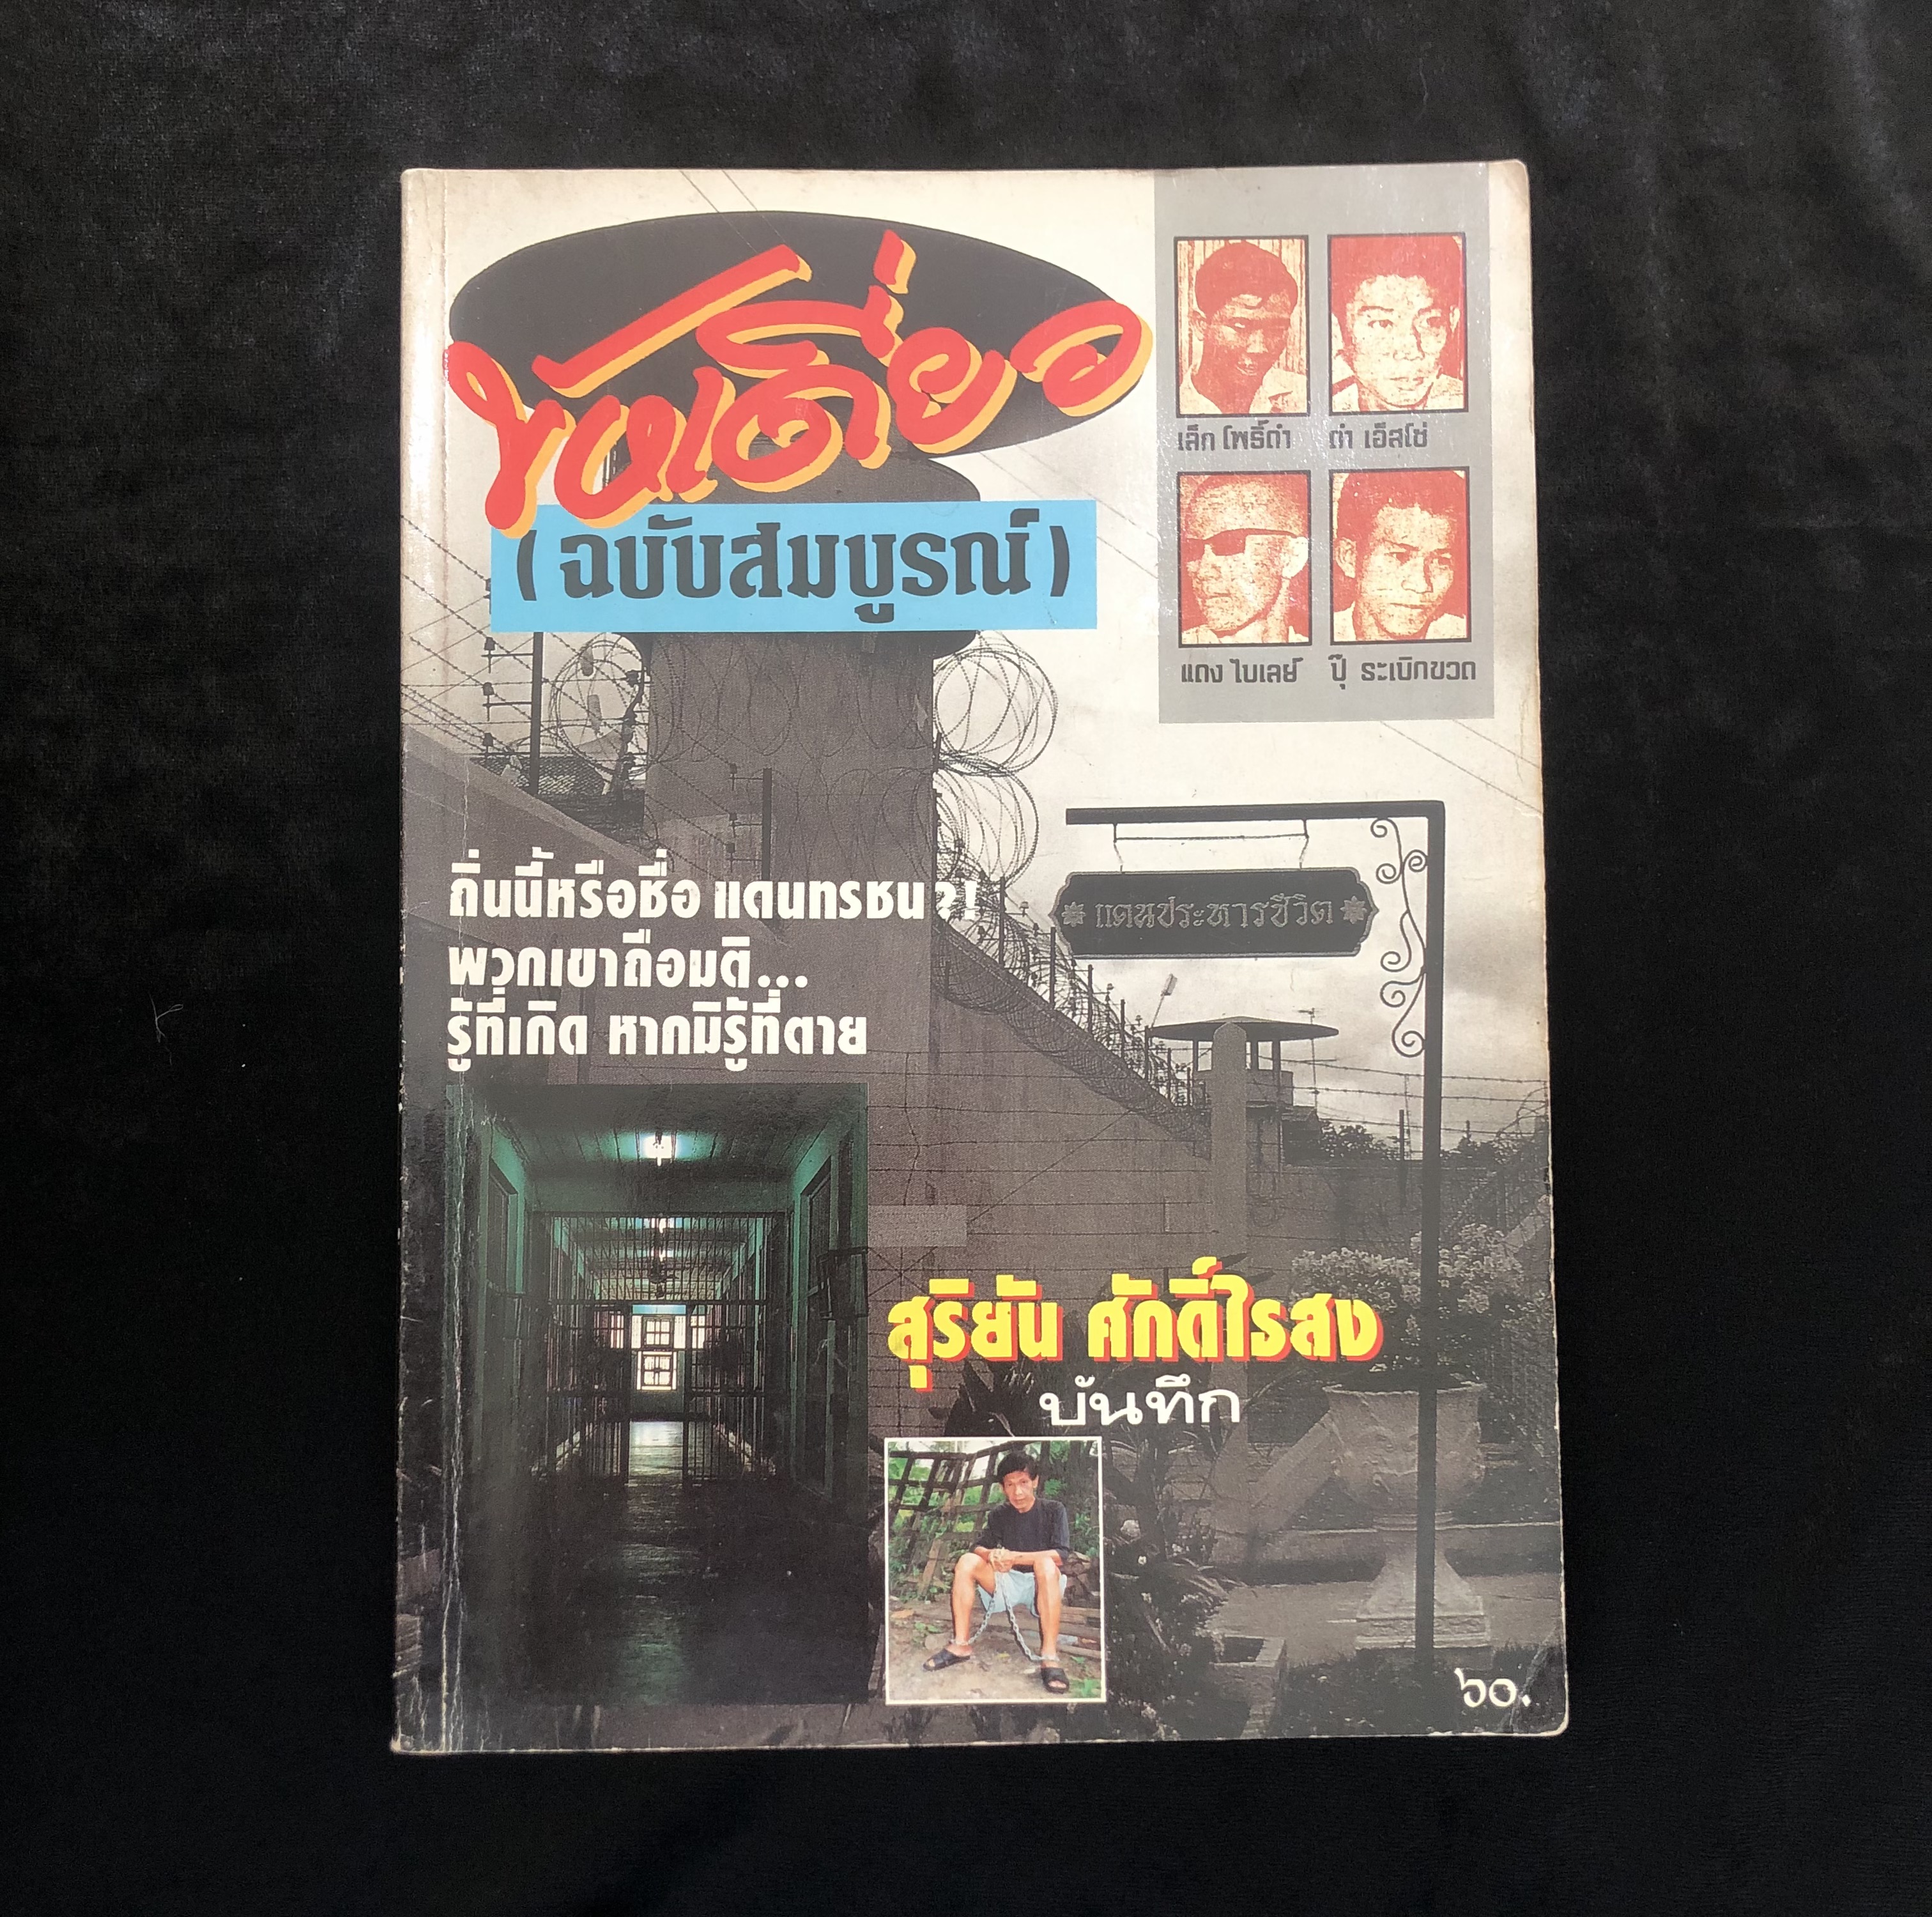 ขังเดี่ยว
(ฉบับสมบูรณ์)
เล็ก โพธิ์ดำ
ดำ เอ็สโซ่
แดง ไบเลย์
ปุ๊ ระเบิกขวด
ถิ่นนี้หรือชื่อ แดนทรชน ?!
พวกเขาถือมติ...
รู้ที่เกิด หากมิรู้ที่ตาย
แดนประหารชีวิต
สุริยัน ศักดิ์ไธสง
บันทึก
๖๐.